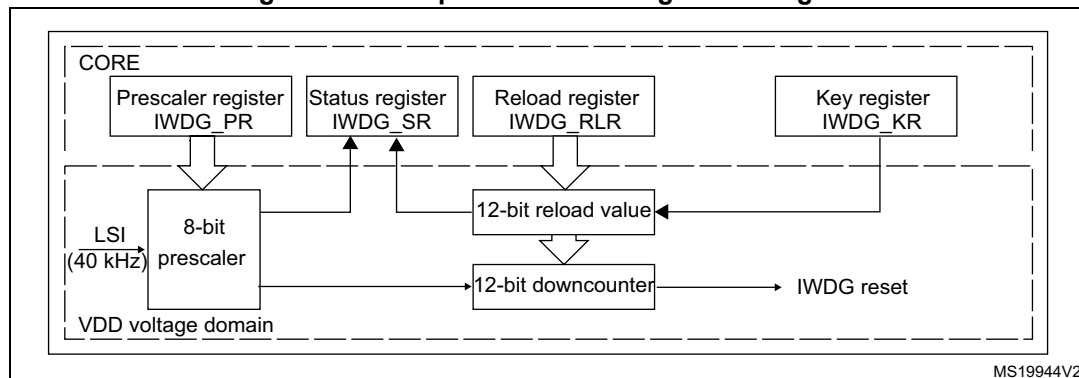 CORE
Prescaler register
IWDG_PR
Status register
IWDG_SR
Reload register
IWDG_RLR
Key register
IWDG_KR
LSI
(40 kHz)
8-bit
prescaler
12-bit reload value
12-bit downcounter
IWDG reset
VDD voltage domain
MS19944V2